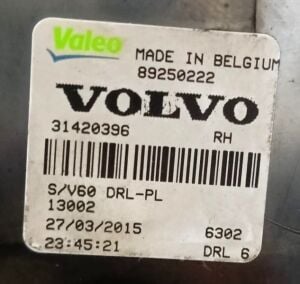 Valeo
MADE IN BELGIUM
89250222
VOLVO
31420396 RH
S/V60 DRL-PL
13002
27/03/2015 6302
23:45:21 DRL 6